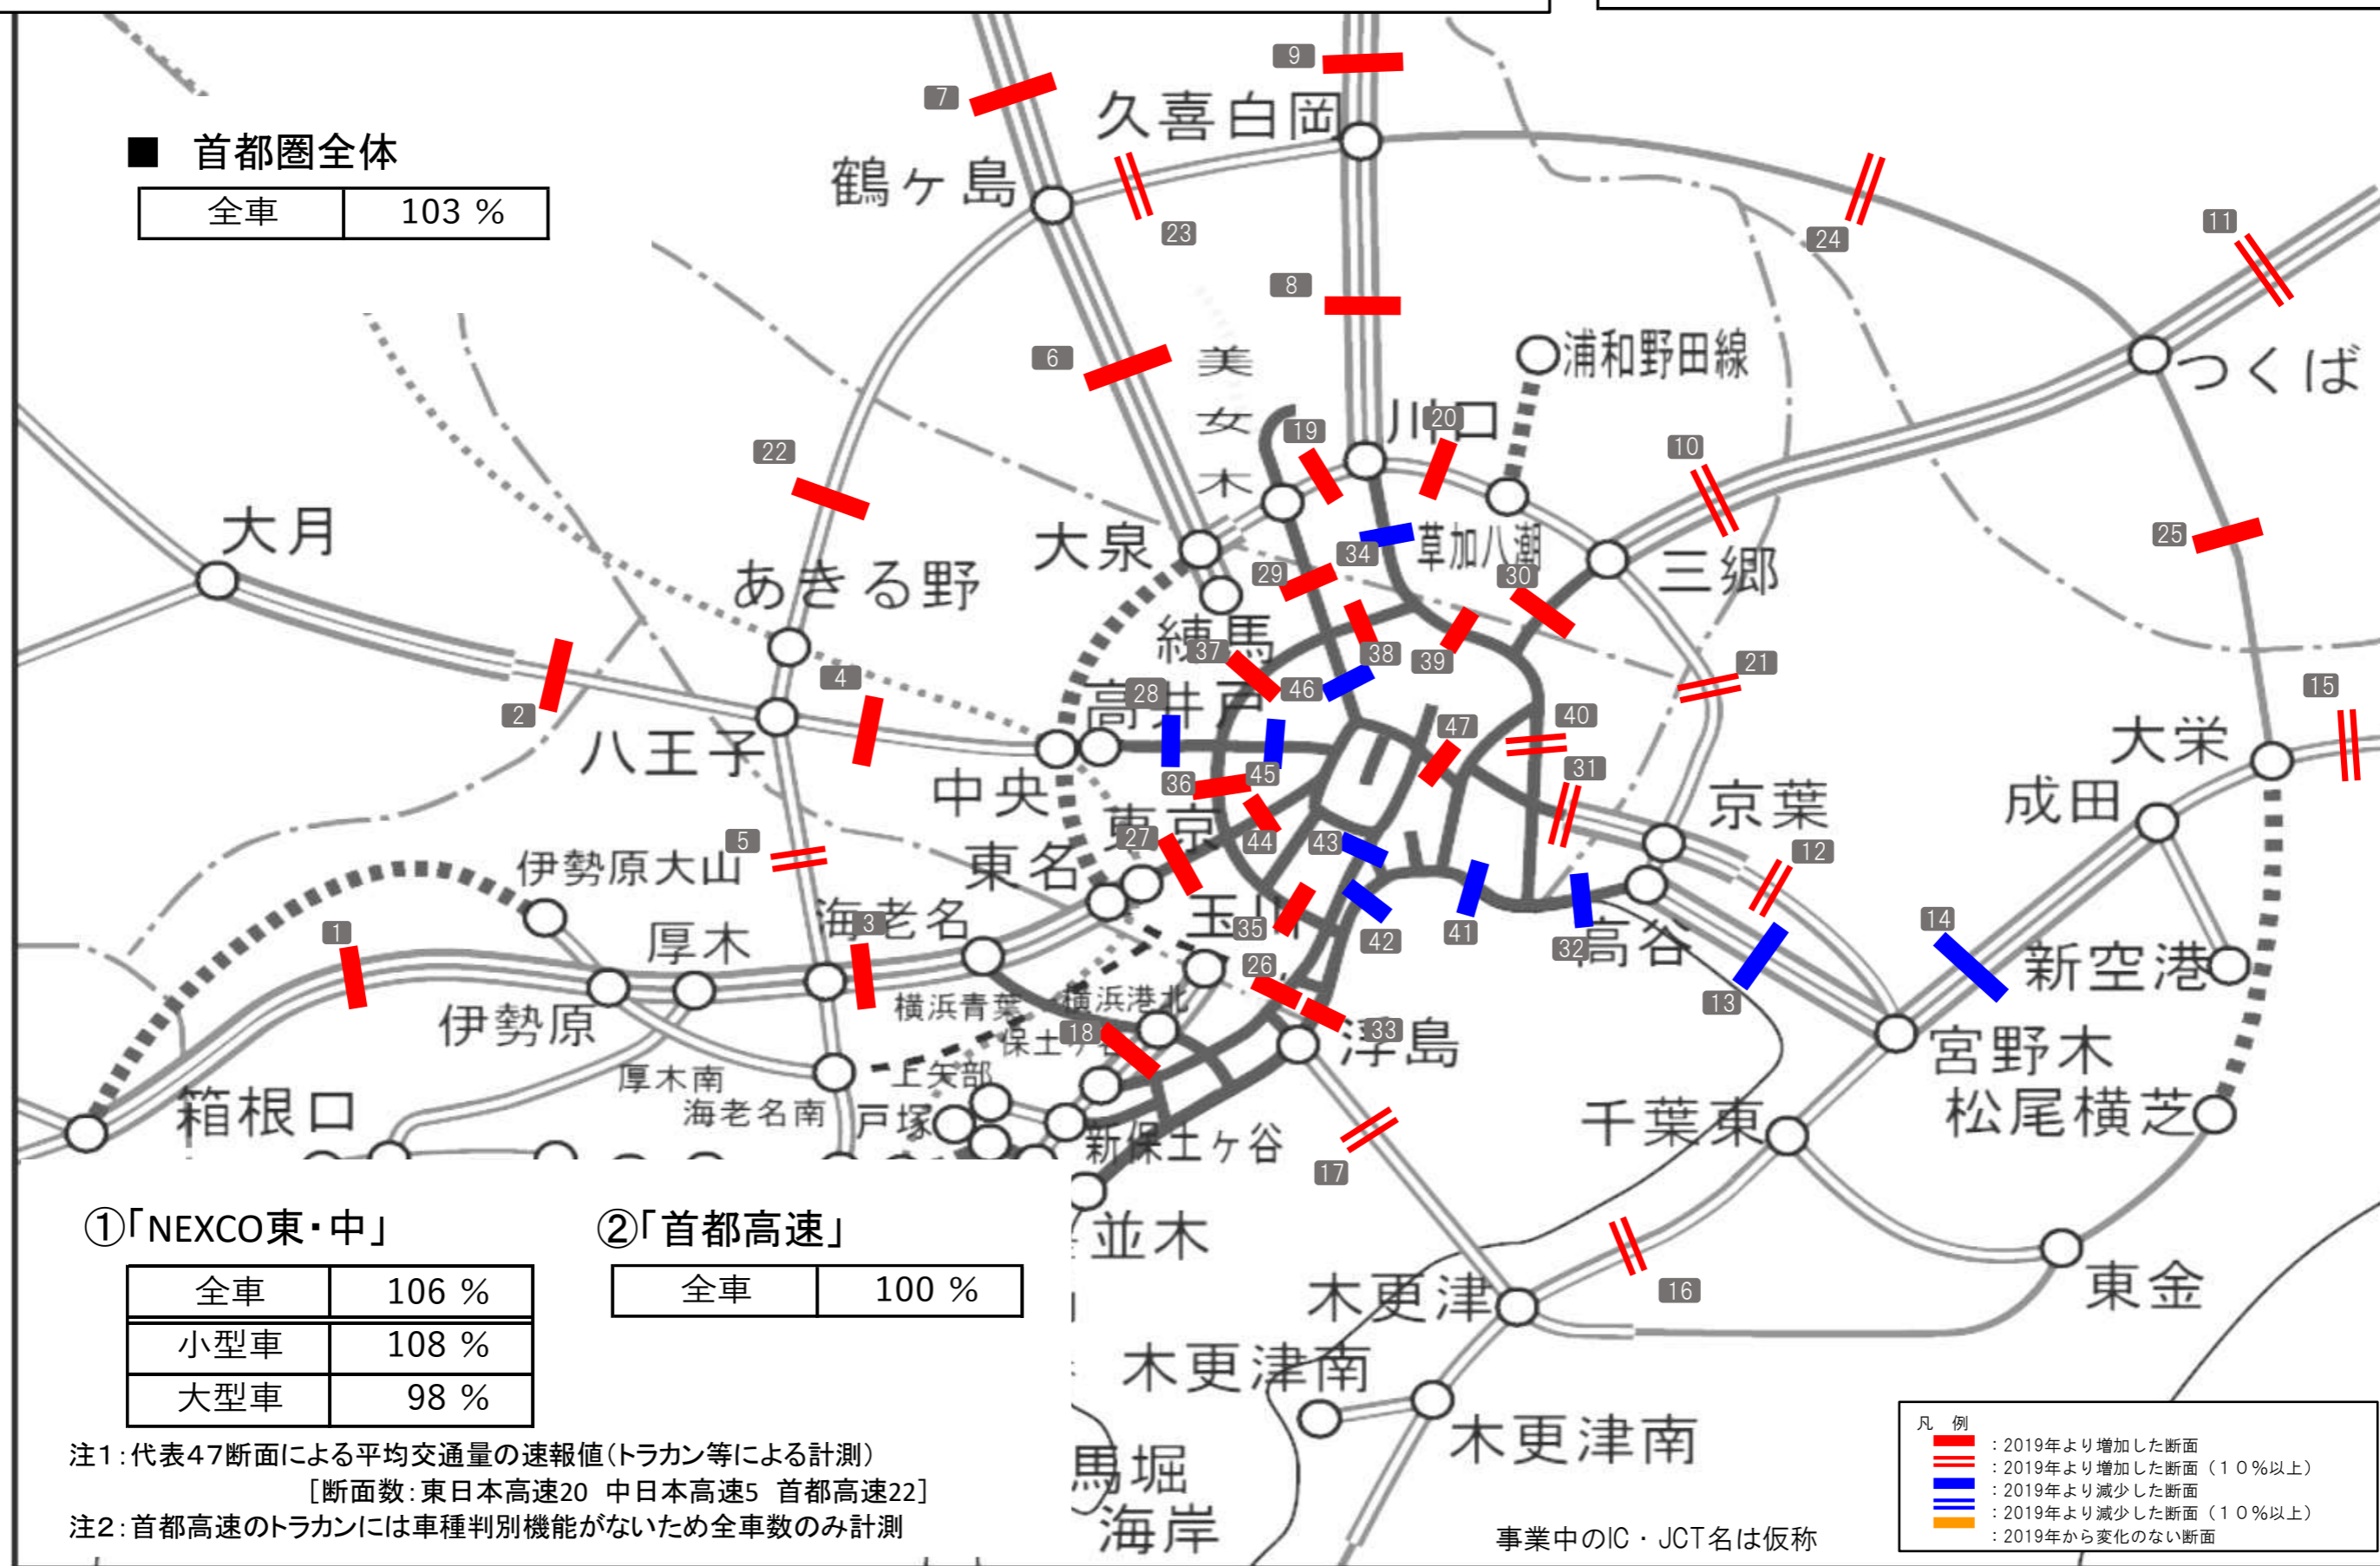 9
7
久喜白岡
■ 首都圏全体
鶴ヶ島
全車 103 %
23
24
11
8
6
美女木
浦和野田線
つくば
川口
20
19
10
22
大月
大泉
34
草加八潮
25
あきる野
29
30
三郷
練馬
37
38
39
21
4
高井戸
28
46
15
2
47
40
八王子
大栄
中央
36
45
31
京葉
成田
5
東京
27
44
43
12
伊勢原大山
東名
1
海老名
3
玉川
35
42
41
32
高谷
14
厚木
新空港
26
横浜青葉
横浜港北
13
伊勢原
18
保土ヶ谷
33
浮島
宮野木
厚木南
上矢部
箱根口
海老名南
戸塚
千葉東
松尾横芝
新保土ヶ谷
17
①「NEXCO東・中」
②「首都高速」
並木
全車 106 %
全車 100 %
16
東金
小型車 108 %
木更津
大型車 98 %
木更津南
木更津南
注1:代表47断面による平均交通量の速報値(トラカン等による計測)
馬堀
海岸
[断面数:東日本高速20 中日本高速5 首都高速22]
注2:首都高速のトラカンには車種判別機能がないため全車数のみ計測
事業中のIC・JCT名は仮称
凡 例
:2019年より増加した断面
:2019年より増加した断面(10%以上)
:2019年より減少した断面
:2019年より減少した断面(10%以上)
:2019年から変化のない断面